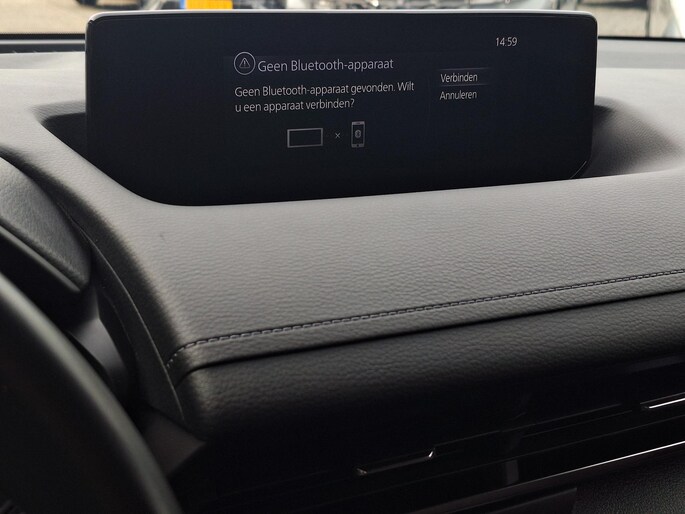 14:59
Geen Bluetooth-apparaat
Geen Bluetooth-apparaat gevonden. Wilt
u een apparaat verbinden?
Verbinden
Annuleren